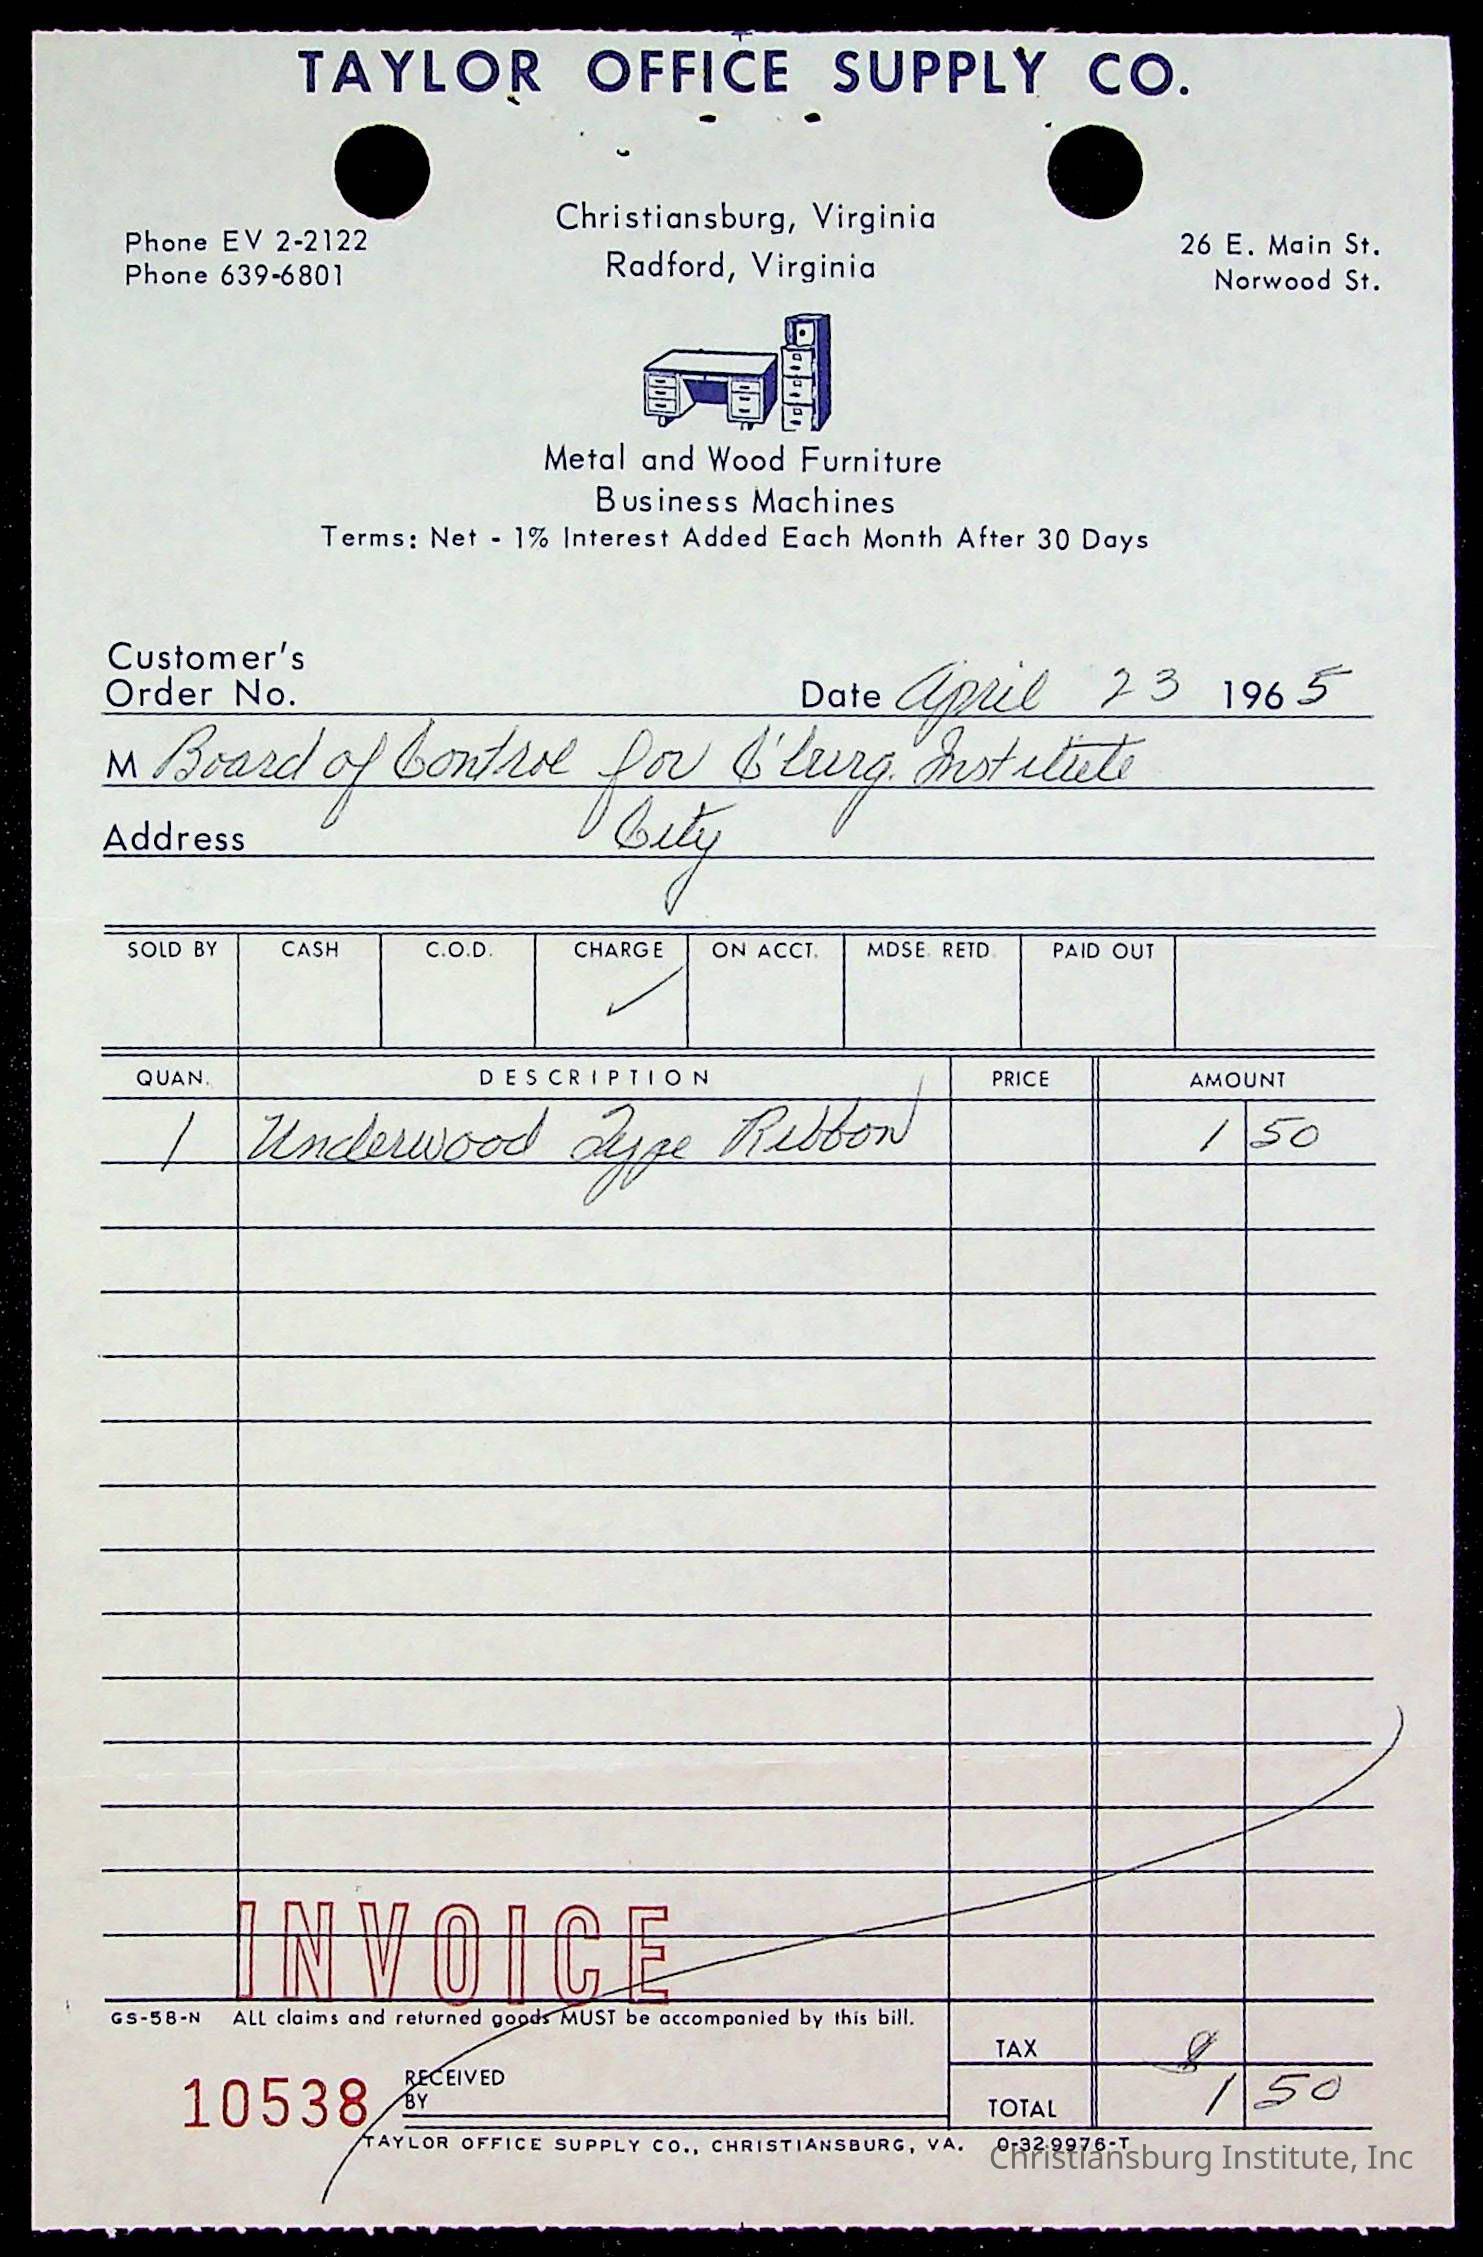 TAYLOR OFFICE SUPPLY CO.
Christiansburg, Virginia
Radford, Virginia
Phone EV 2-2122
Phone 639-6801
26 E. Main St.
Norwood St.
Metal and Wood Furniture
Business Machines
Terms: Net - 1% Interest Added Each Month After 30 Days
Customer's
Order No.
Date April 23 1965
M Board of Control for C'burg. Institute
Address City
SOLD BY CASH C.O.D. CHARGE ON ACCT. MDSE. RETD. PAID OUT
QUAN. DESCRIPTION PRICE AMOUNT
1 Underwood Type Ribbon 1 50
INVOICE
GS-58-N ALL claims and returned goods MUST be accompanied by this bill.
TAX
10538 RECEIVED
BY
TOTAL 1 50
TAYLOR OFFICE SUPPLY CO., CHRISTIANSBURG, VA. 0-329976-T
Christiansburg Institute, Inc